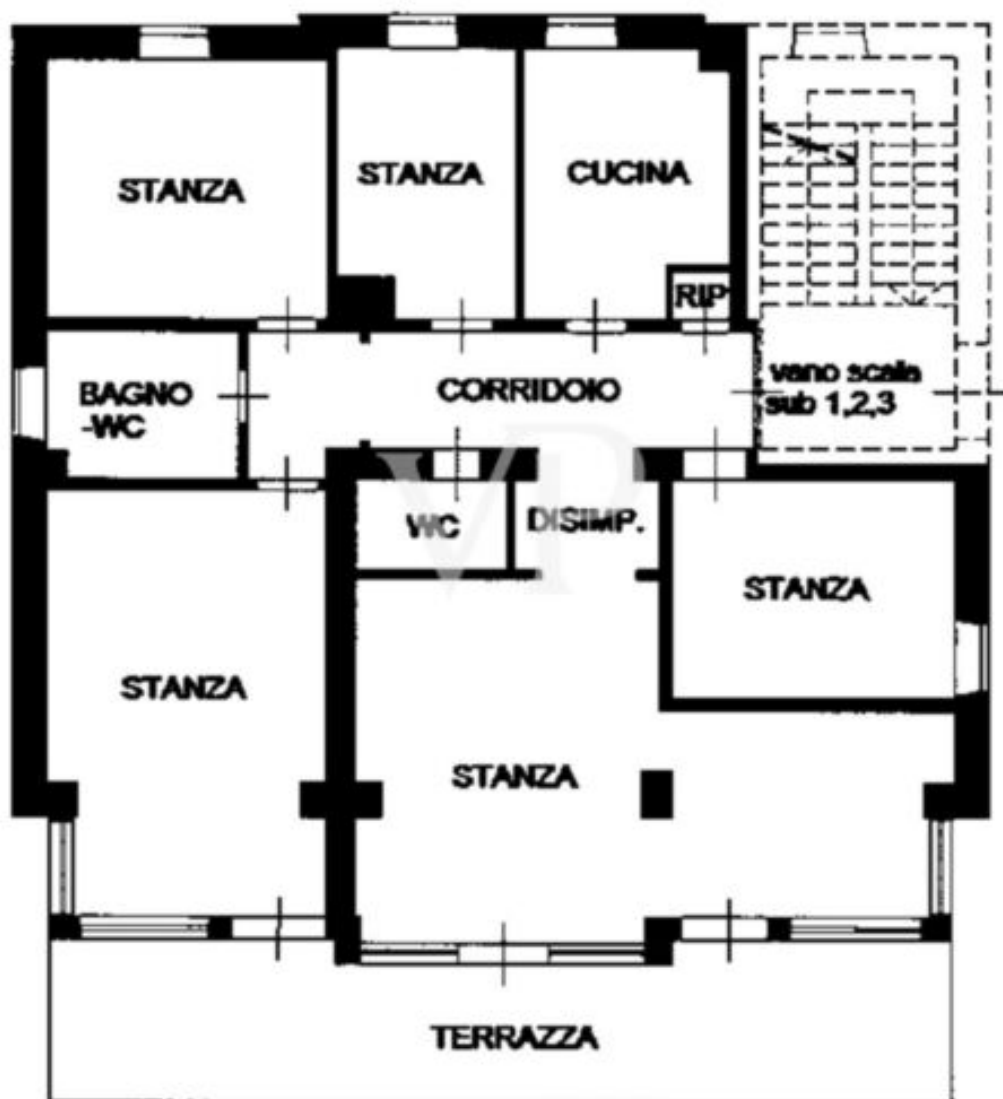 STANZA
STANZA
CUCINA
RIP
BAGNO
-WC
CORRIDOIO
vano scala
sub 1,2,3
WC
DISIMP.
STANZA
STANZA
STANZA
TERRAZZA
VP